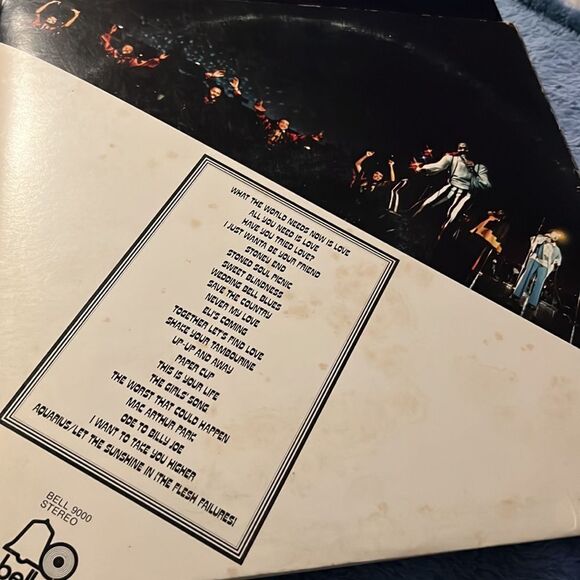 WHAT THE WORLD NEEDS NOW IS LOVE
ALL YOU NEED IS LOVE
HAVE YOU TRIED LOVE?
I JUST WANTA BE YOUR FRIEND
STONEY END
STONED SOUL PICNIC
SWEET BLINDNESS
WEDDING BELL BLUES
SAVE THE COUNTRY
NEVER MY LOVE
ELI'S COMING
TOGETHER LET'S FIND LOVE
SHAKE YOUR TAMBOURINE
UP-UP AND AWAY
PAPER CUP
THIS IS YOUR LIFE
THE GIRLS' SONG
THE WORST THAT COULD HAPPEN
MAC ARTHUR PARK
ODE TO BILLY JOE
I WANT TO TAKE YOU HIGHER
AQUARIUS/LET THE SUNSHINE IN (THE FLESH FAILURES)
BELL 9000
STEREO
bell